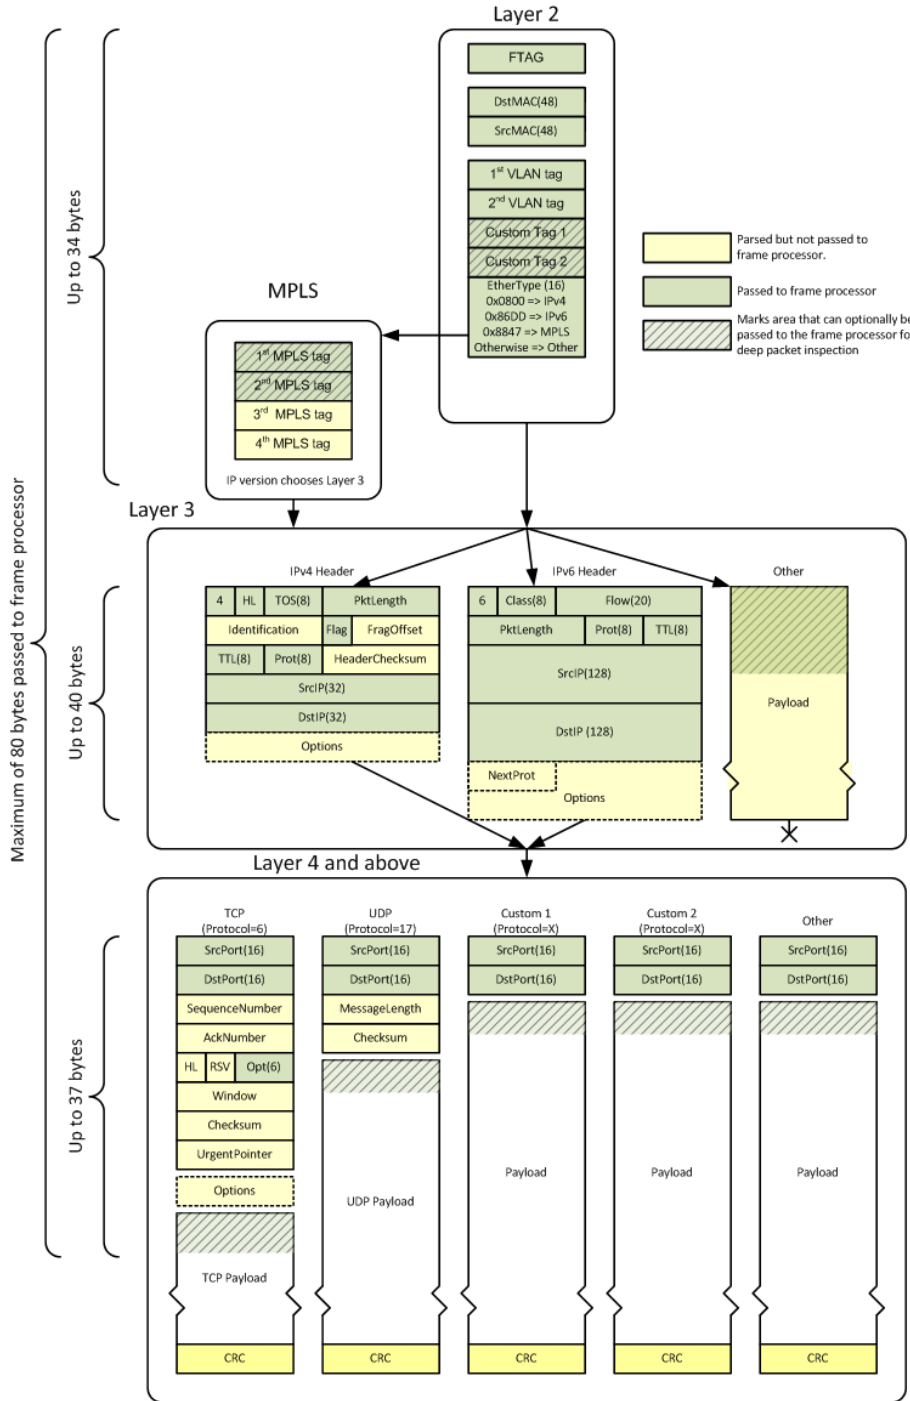 Layer 2
FTAG
DstMAC(48)
SrcMAC(48)
1st VLAN tag
2nd VLAN tag
Custom Tag 1
Custom Tag 2
EtherType (16)
0x0800 => IPv4
0x86DD => IPv6
0x8847 => MPLS
Otherwise => Other
Parsed but not passed to
frame processor.
Passed to frame processor
Marks area that can optionally be
passed to the frame processor fo
deep packet inspection
MPLS
1st MPLS tag
2nd MPLS tag
3rd MPLS tag
4th MPLS tag
IP version chooses Layer 3
Maximum of 80 bytes passed to frame processor
Up to 34 bytes
Up to 40 bytes
Up to 37 bytes
Layer 3
IPv4 Header
4 HL TOS(8) PktLength
Identification Flag FragOffset
TTL(8) Prot(8) HeaderChecksum
SrcIP(32)
DstIP(32)
Options
IPv6 Header
6 Class(8) Flow(20)
PktLength Prot(8) TTL(8)
SrcIP(128)
DstIP (128)
NextProt
Options
Other
Payload
Layer 4 and above
TCP
(Protocol=6)
SrcPort(16)
DstPort(16)
SequenceNumber
AckNumber
HL RSV Opt(6)
Window
Checksum
UrgentPointer
Options
TCP Payload
CRC
UDP
(Protocol=17)
SrcPort(16)
DstPort(16)
MessageLength
Checksum
UDP Payload
CRC
Custom 1
(Protocol=X)
SrcPort(16)
DstPort(16)
Payload
CRC
Custom 2
(Protocol=X)
SrcPort(16)
DstPort(16)
Payload
CRC
Other
SrcPort(16)
DstPort(16)
Payload
CRC